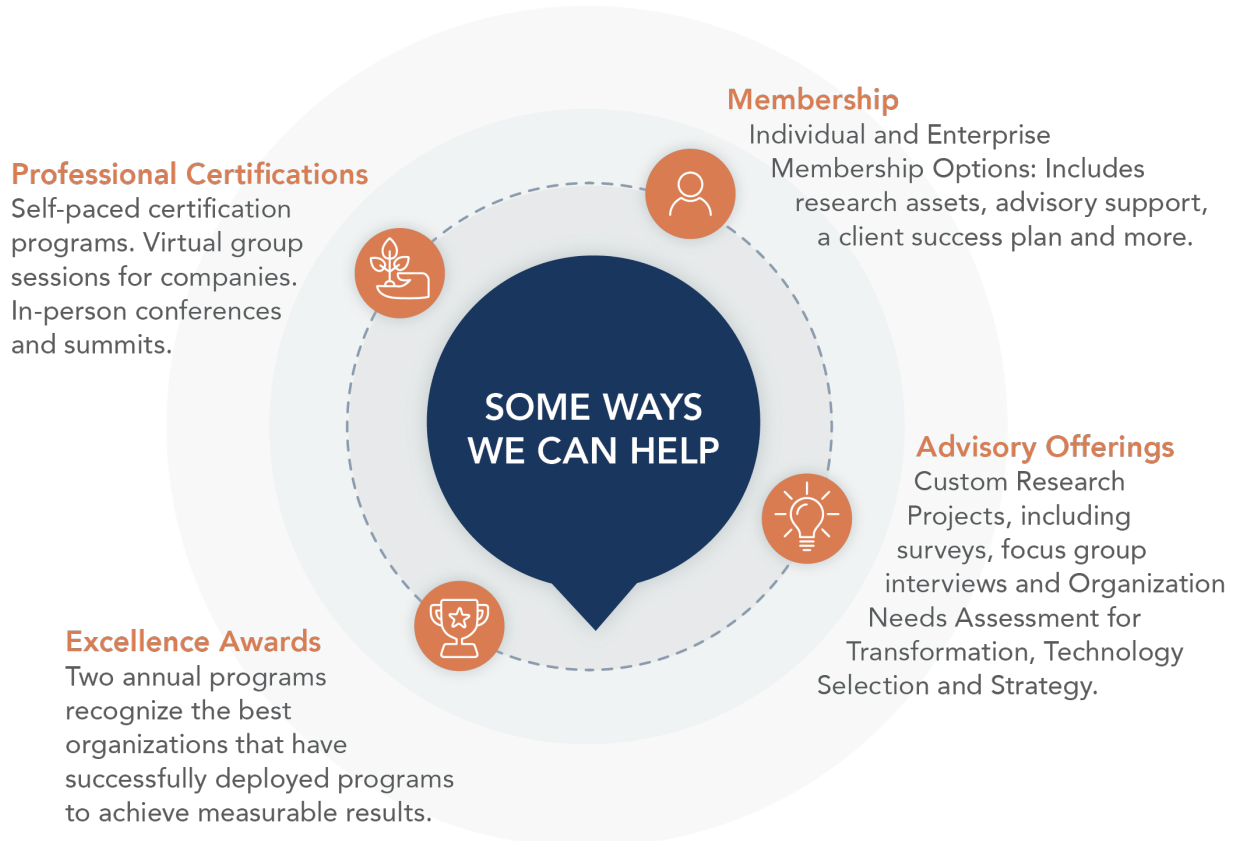 Membership
Individual and Enterprise
Membership Options: Includes
research assets, advisory support,
a client success plan and more.
Professional Certifications
Self-paced certification
programs. Virtual group
sessions for companies.
In-person conferences
and summits.
SOME WAYS
WE CAN HELP
Advisory Offerings
Custom Research
Projects, including
surveys, focus group
interviews and Organization
Needs Assessment for
Transformation, Technology
Selection and Strategy.
Excellence Awards
Two annual programs
recognize the best
organizations that have
successfully deployed programs
to achieve measurable results.